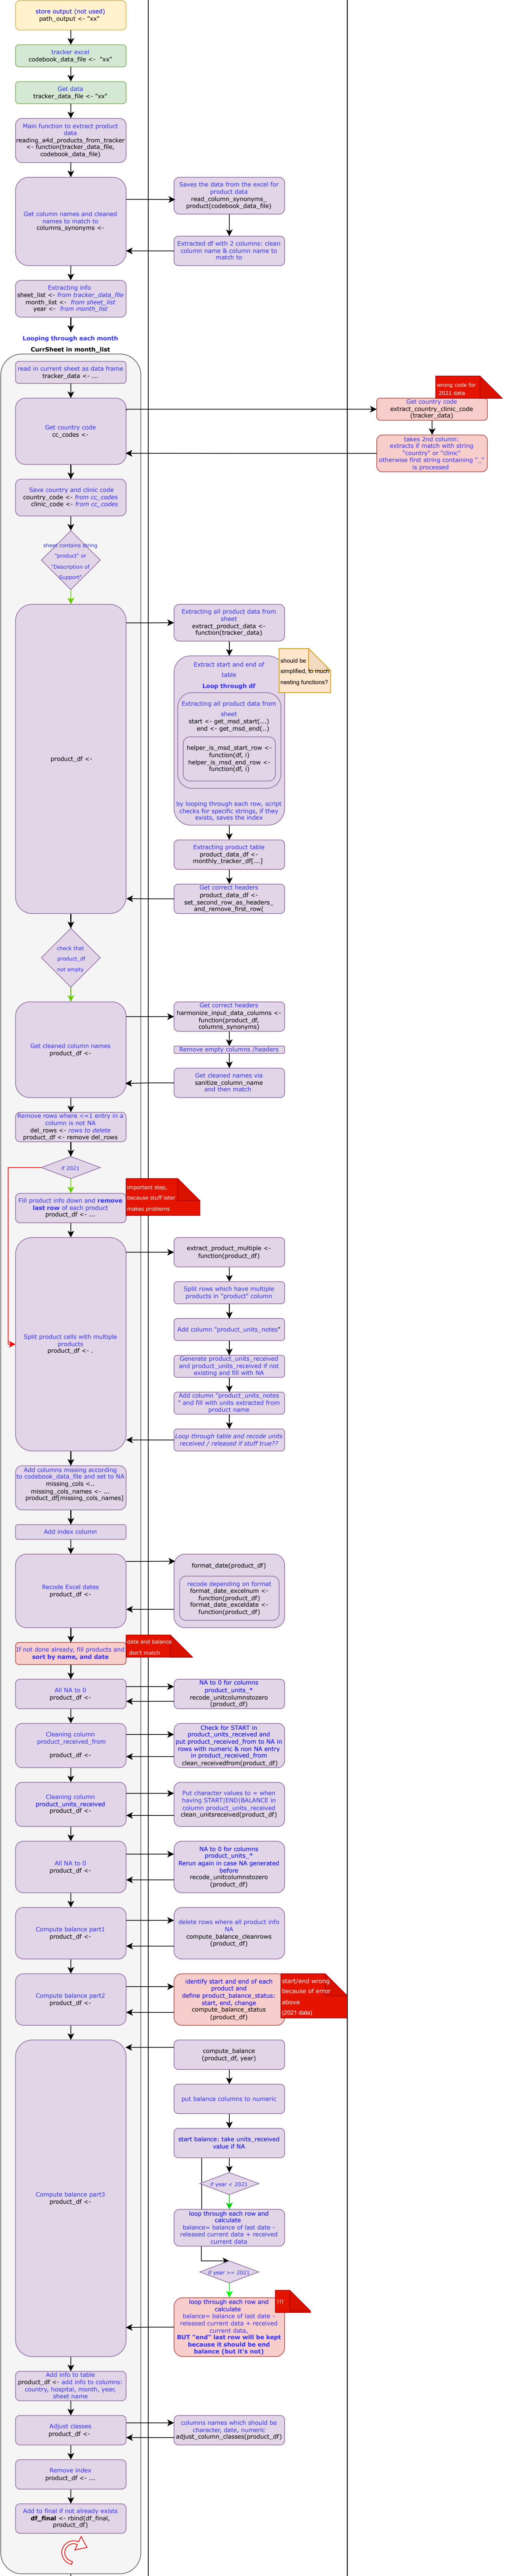 store output (not used)
path_output <- "xx"
tracker excel
codebook_data_file <-  "xx"
Get data
tracker_data_file <- "xx"
Main function to extract product
data
reading_a4d_products_from_tracker
<- function(tracker_data_file,
codebook_data_file)
Get column names and cleaned
names to match to
columns_synonyms <-
Saves the data from the excel for
product data
read_column_synonyms_
product(codebook_data_file)
Extracted df with 2 columns: clean
column name & column name to
match to
Extracting info
sheet_list <- from tracker_data_file
month_list <-  from sheet_list
year <-  from month_list
Looping through each month
CurrSheet in month_list
read in current sheet as data frame
tracker_data <- ...
Get country code
cc_codes <-
wrong code for
2021 data
Get country code
extract_country_clinic_code
(tracker_data)
takes 2nd column:
extracts if match with string
"country" or "clinic"
otherwise first string containing "_"
is processed
Save country and clinic code
country_code <- from cc_codes
clinic_code <- from cc_codes
sheet contains string
"product" or
"Description of
Support"
product_df <-
Extracting all product data from
sheet
extract_product_data <-
function(tracker_data)
should be
simplified, to much
nesting functions?
Extract start and end of
table
Loop through df
Extracting all product data from
sheet
start <- get_msd_start(...)
end <- get_msd_end(..)
helper_is_msd_start_row <-
function(df, i)
helper_is_msd_end_row <-
function(df, i)
by looping through each row, script
checks for specific strings, if they
exists, saves the index
Extracting product table
product_data_df <-
monthly_tracker_df[...]
Get correct headers
product_data_df <-
set_second_row_as_headers_
and_remove_first_row(
check that
product_df
not empty
Get cleaned column names
product_df <-
Get correct headers
harmonize_input_data_columns <-
function(product_df,
columns_synonyms)
Remove empty columns /headers
Get cleaned names via
sanitize_column_name
and then match
Remove rows where <=1 entry in a
column is not NA
del_rows <- rows to delete
product_df <- remove del_rows
if 2021
Fill product info down and remove
last row of each product
product_df <- ...
important step,
because stuff later
makes problems
Split product cells with multiple
products
product_df <- .
extract_product_multiple <-
function(product_df)
Split rows which have multiple
products in "product" column
Add column "product_units_notes"
Generate product_units_received
and product_units_received if not
existing and fill with NA
Add column "product_units_notes
" and fill with units extracted from
product name
Loop through table and recode units
received / released if stuff true??
Add columns missing according
to codebook_data_file and set to NA
missing_cols <..
missing_cols_names <- ...
product_df[missing_cols_names]
Add index column
Recode Excel dates
product_df <-
format_date(product_df)
recode depending on format
format_date_excelnum <-
function(product_df)
format_date_exceldate <-
function(product_df)
If not done already, fill products and
sort by name, and date
date and balance
don't match
All NA to 0
product_df <-
NA to 0 for columns
product_units_*
recode_unitcolumnstozero
(product_df)
Cleaning column
product_received_from
product_df <-
Check for START in
product_units_received and
put product_received_from to NA in
rows with numeric & non NA entry
in product_received_from
clean_receivedfrom(product_df)
Cleaning column
product_units_received
product_df <-
Put character values to = when
having START|END|BALANCE in
column product_units_received
clean_unitsreceived(product_df)
All NA to 0
product_df <-
NA to 0 for columns
product_units_*
Rerun again in case NA generated
before
recode_unitcolumnstozero
(product_df)
Compute balance part1
product_df <-
delete rows where all product info
NA
compute_balance_cleanrows
(product_df)
Compute balance part2
product_df <-
identify start and end of each
product and
define product_balance_status:
start, end, change
compute_balance_status
(product_df)
start/end wrong
because of error
above
(2021 data)
Compute balance part3
product_df <-
compute_balance
(product_df, year)
put balance columns to numeric
start balance: take units_received
value if NA
if year < 2021
loop through each row and
calculate
balance= balance of last date -
released current data + received
current data
if year >= 2021
!!!
loop through each row and
calculate
balance= balance of last date -
released current data + received
current data,
BUT "end" last row will be kept
because it should be end
balance (but it's not)
Add info to table
product_df <- add info to columns:
country, hospital, month, year,
sheet name
Adjust classes
product_df <-
columns names which should be
character, date, numeric
adjust_column_classes(product_df)
Remove index
product_df <- ...
Add to final if not already exists
df_final <- rbind(df_final,
product_df)